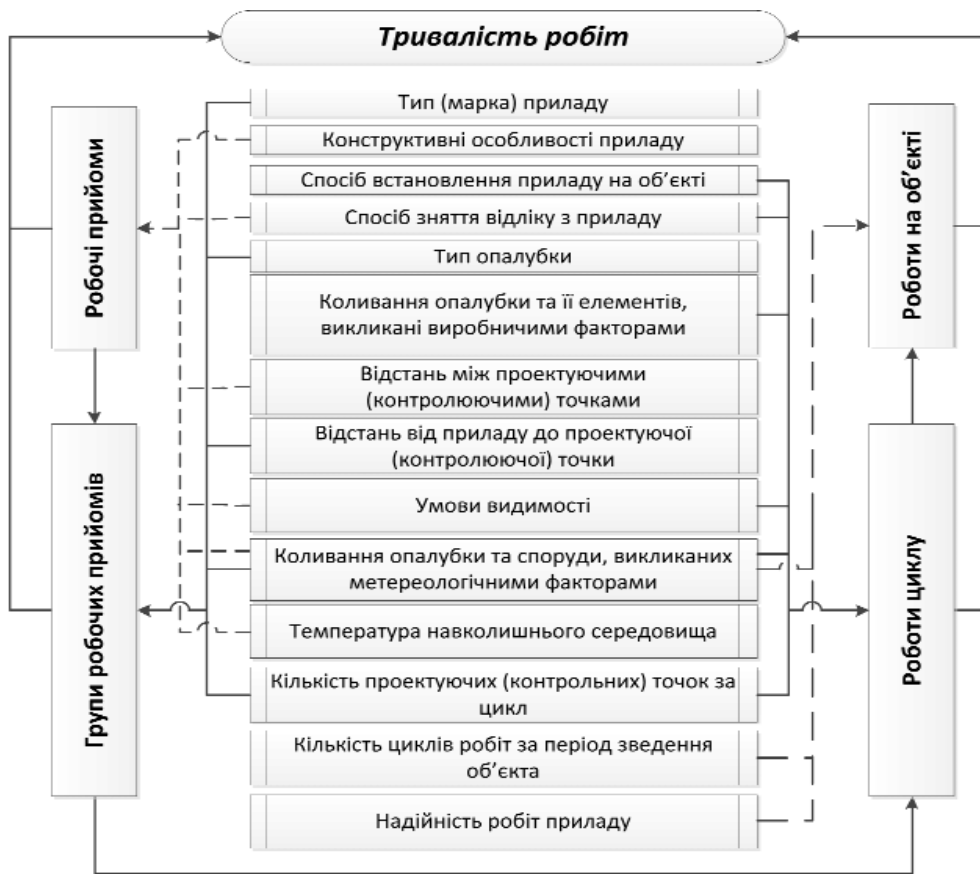 Тривалість робіт
Робочі прийоми
Групи робочих прийомів
Тип (марка) приладу
Конструктивні особливості приладу
Спосіб встановлення приладу на об’єкті
Спосіб зняття відліку з приладу
Тип опалубки
Коливання опалубки та її елементів,
викликані виробничими факторами
Відстань між проектуючими
(контролюючими) точками
Відстань від приладу до проектуючої
(контролюючої) точки
Умови видимості
Коливання опалубки та споруди, викликаних
метереологічними факторами
Температура навколишнього середовища
Кількість проектуючих (контрольних) точок за
цикл
Кількість циклів робіт за період зведення
об’єкта
Надійність робіт приладу
Роботи на об’єкті
Роботи циклу